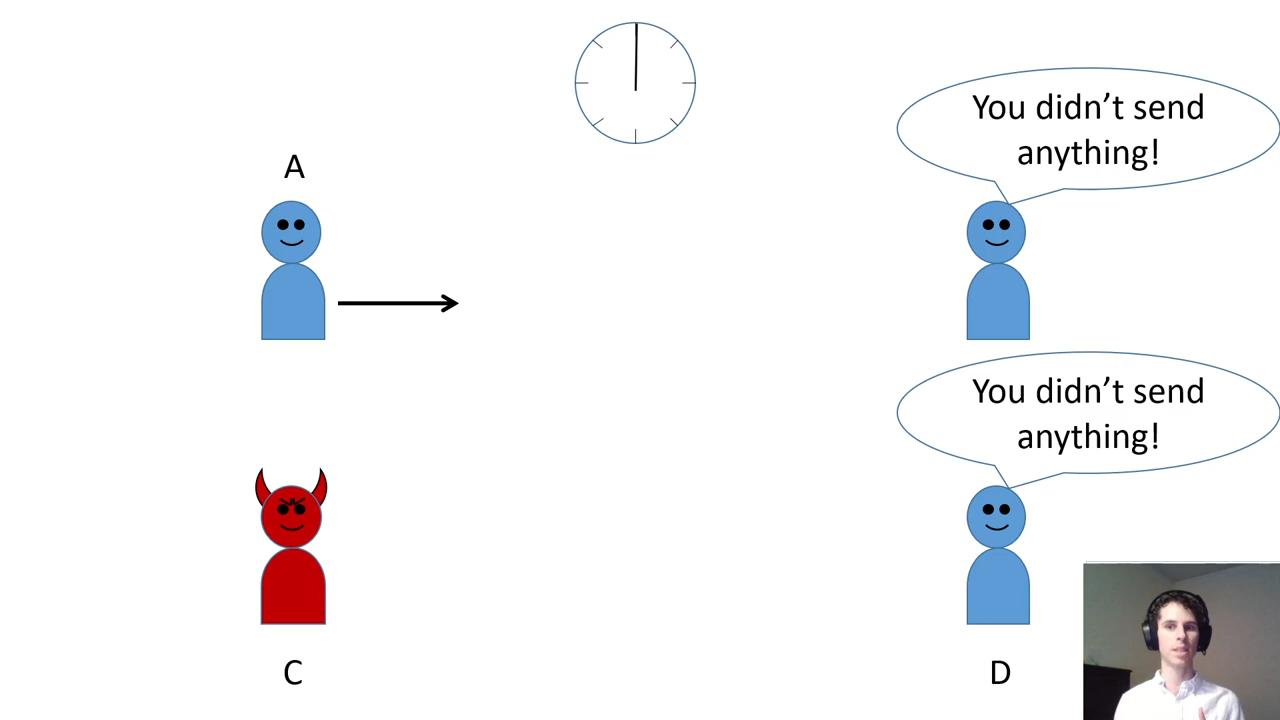 You didn’t send
anything!
A
You didn’t send
anything!
C
D